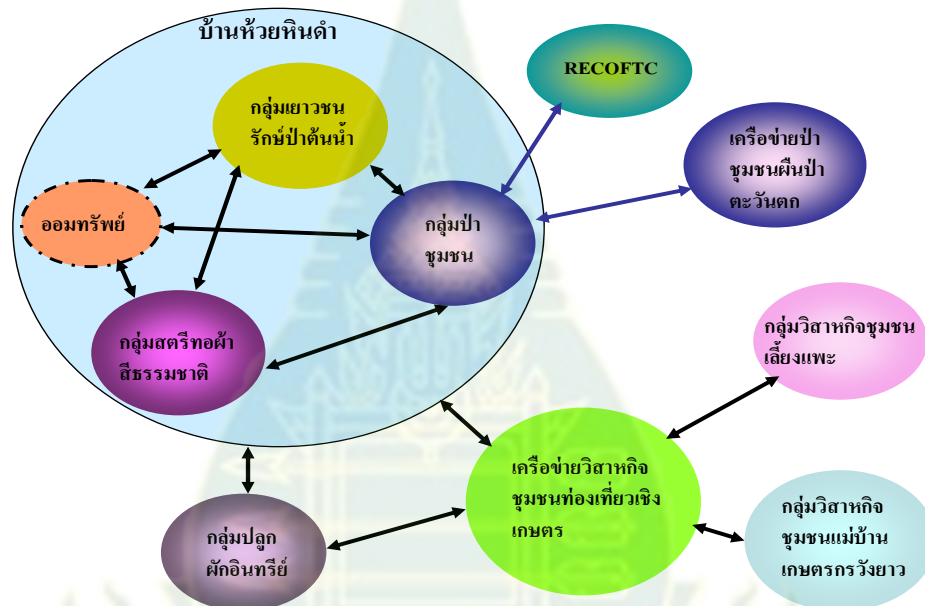 บ้านห้วยหินดำ
RECOFTC
กลุ่มเยาวชน
รักษ์ป่าต้นน้ำ
เครือข่ายป่า
ชุมชนผืนป่า
ตะวันตก
ออมทรัพย์
กลุ่มป่า
ชุมชน
กลุ่มสตรีทอผ้า
สีธรรมชาติ
กลุ่มวิสาหกิจชุมชน
เลี้ยงแพะ
เครือข่ายวิสาหกิจ
ชุมชนท่องเที่ยวเชิง
เกษตร
กลุ่มปลูก
ผักอินทรีย์
กลุ่มวิสาหกิจ
ชุมชนแม่บ้าน
เกษตรกรวังยาว